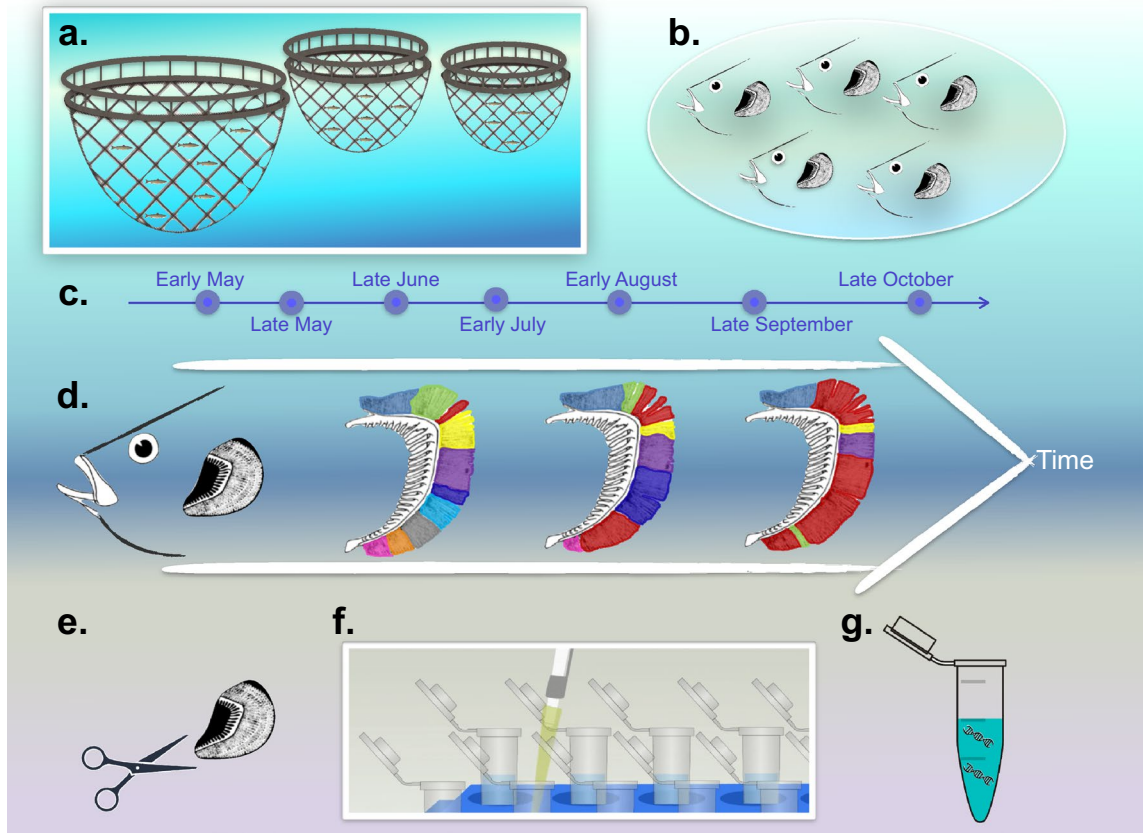 a.
b.
c.
Early May
Late June
Early August
Late October
Late May
Early July
Late September
d.
Time
e.
f.
g.